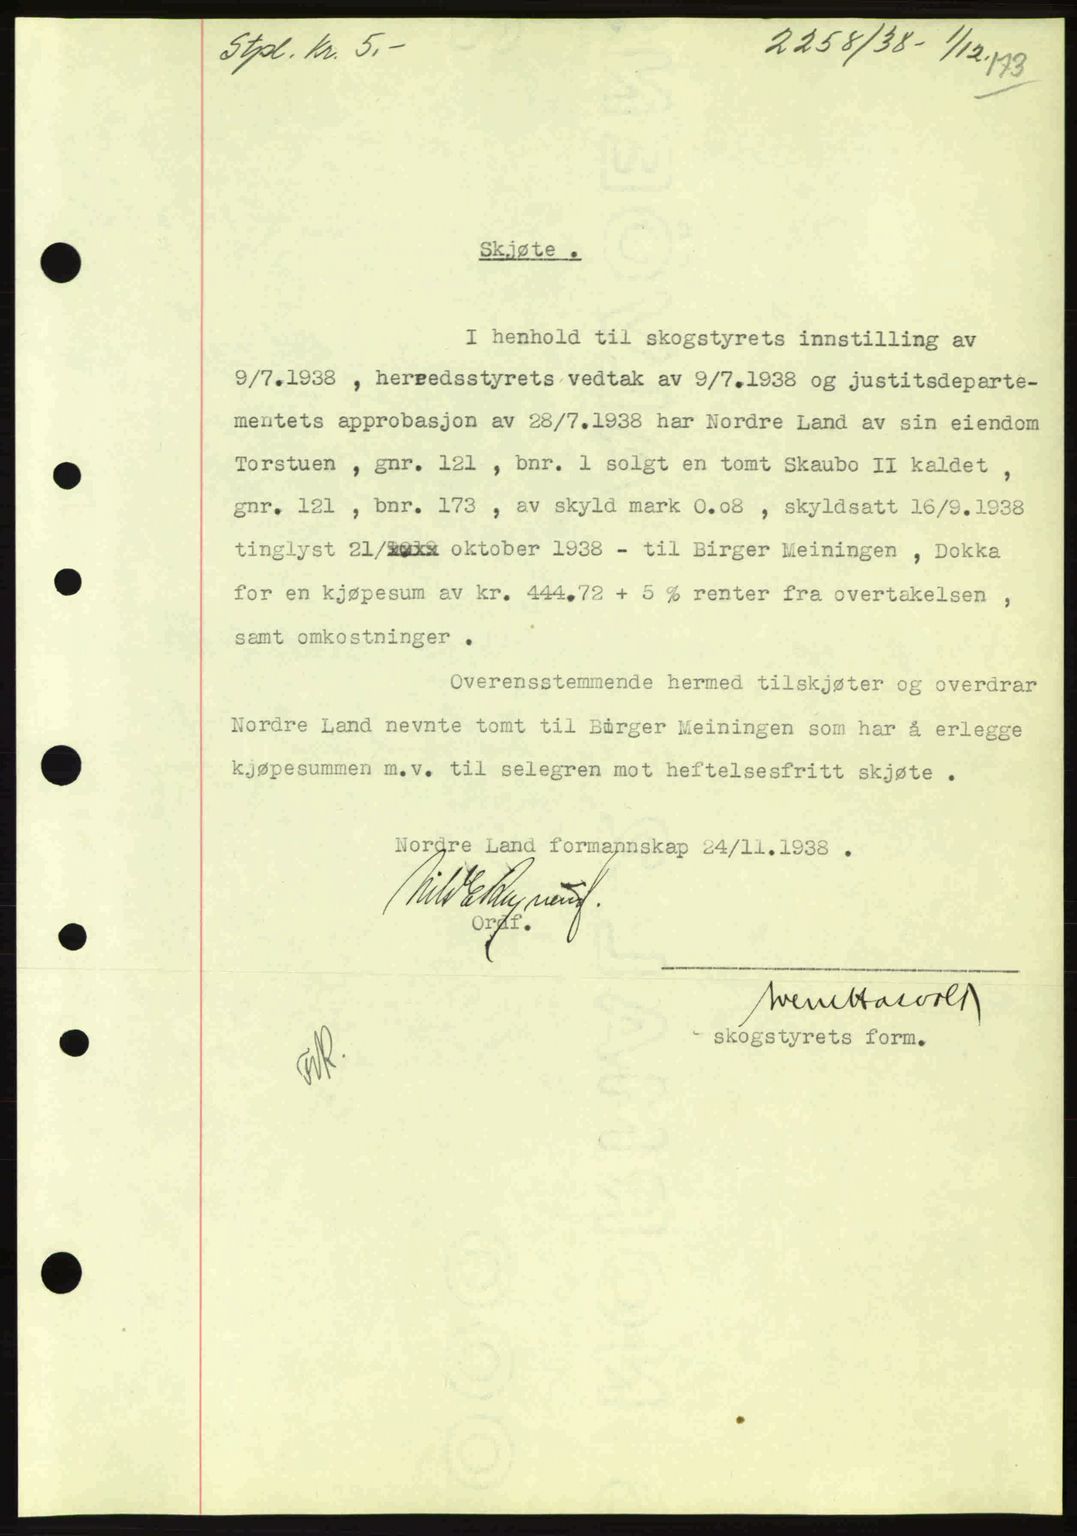 Stpl. Kr. 5.-
2258/38- 1/12.
173
Skjøte .
I henhold til skogstyrets innstilling av
9/7.1938 , herredsstyrets vedtak av 9/7.1938 og justitsdeparte-
mentets approbasjon av 28/7.1938 har Nordre Land av sin eiendom
Torstuen , gnr. 121 , bnr. 1 solgt en tomt Skaubo II kaldet ,
gnr. 121 , bnr. 173 , av skyld mark 0.o8 , skyldsatt 16/9.1938
tinglyst 21/ oktober 1938 - til Birger Meiningen , Dokka
for en kjøpesum av kr. 444.72 + 5 % renter fra overtakelsen ,
samt omkostninger .
Overensstemmende hermed tilskjøter og overdrar
Nordre Land nevnte tomt til Birger Meiningen som har å erlegge
kjøpesummen m.v. til selegren mot heftelsesfritt skjøte .
Nordre Land formannskap 24/11.1938 .
Ordf.
skogstyrets form.